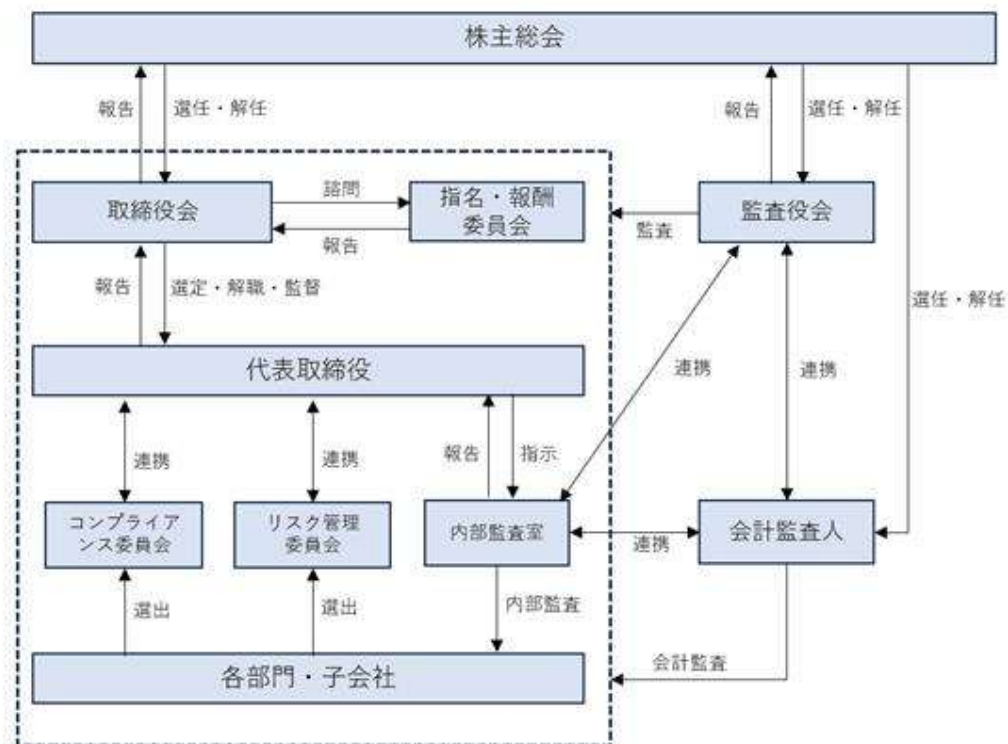 株主総会
報告
選任・解任
報告
選任・解任
取締役会
諮問
報告
指名・報酬
委員会
監査
監査役会
報告
選定・解職・監督
選任・解任
代表取締役
連携
連携
連携
連携
報告
指示
コンプライア
ンス委員会
リスク管理
委員会
内部監査室
連携
会計監査人
選出
選出
内部監査
会計監査
各部門・子会社